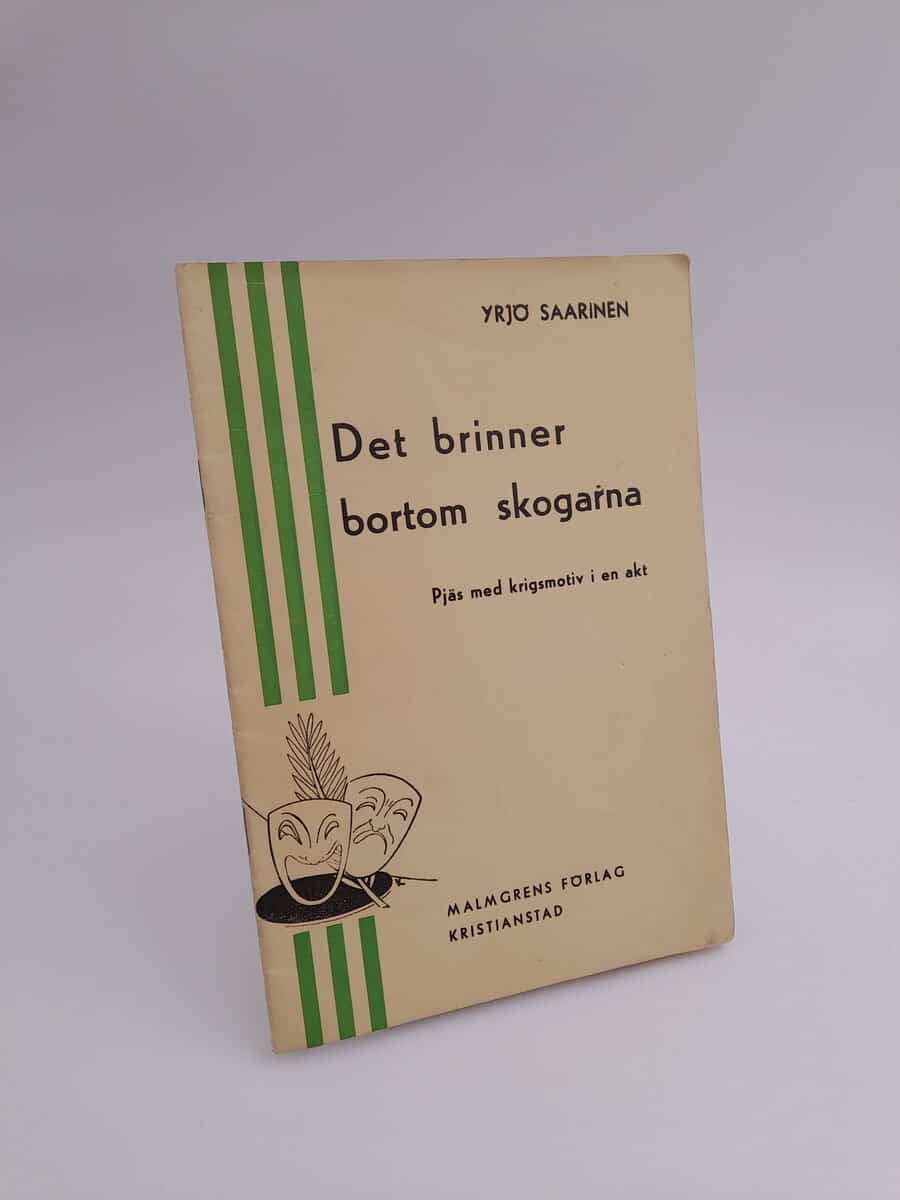 YRJÖ SAARINEN
Det brinner
bortom skogarna
Pjäs med krigsmotiv i en akt
MALMGRENS FÖRLAG
KRISTIANSTAD